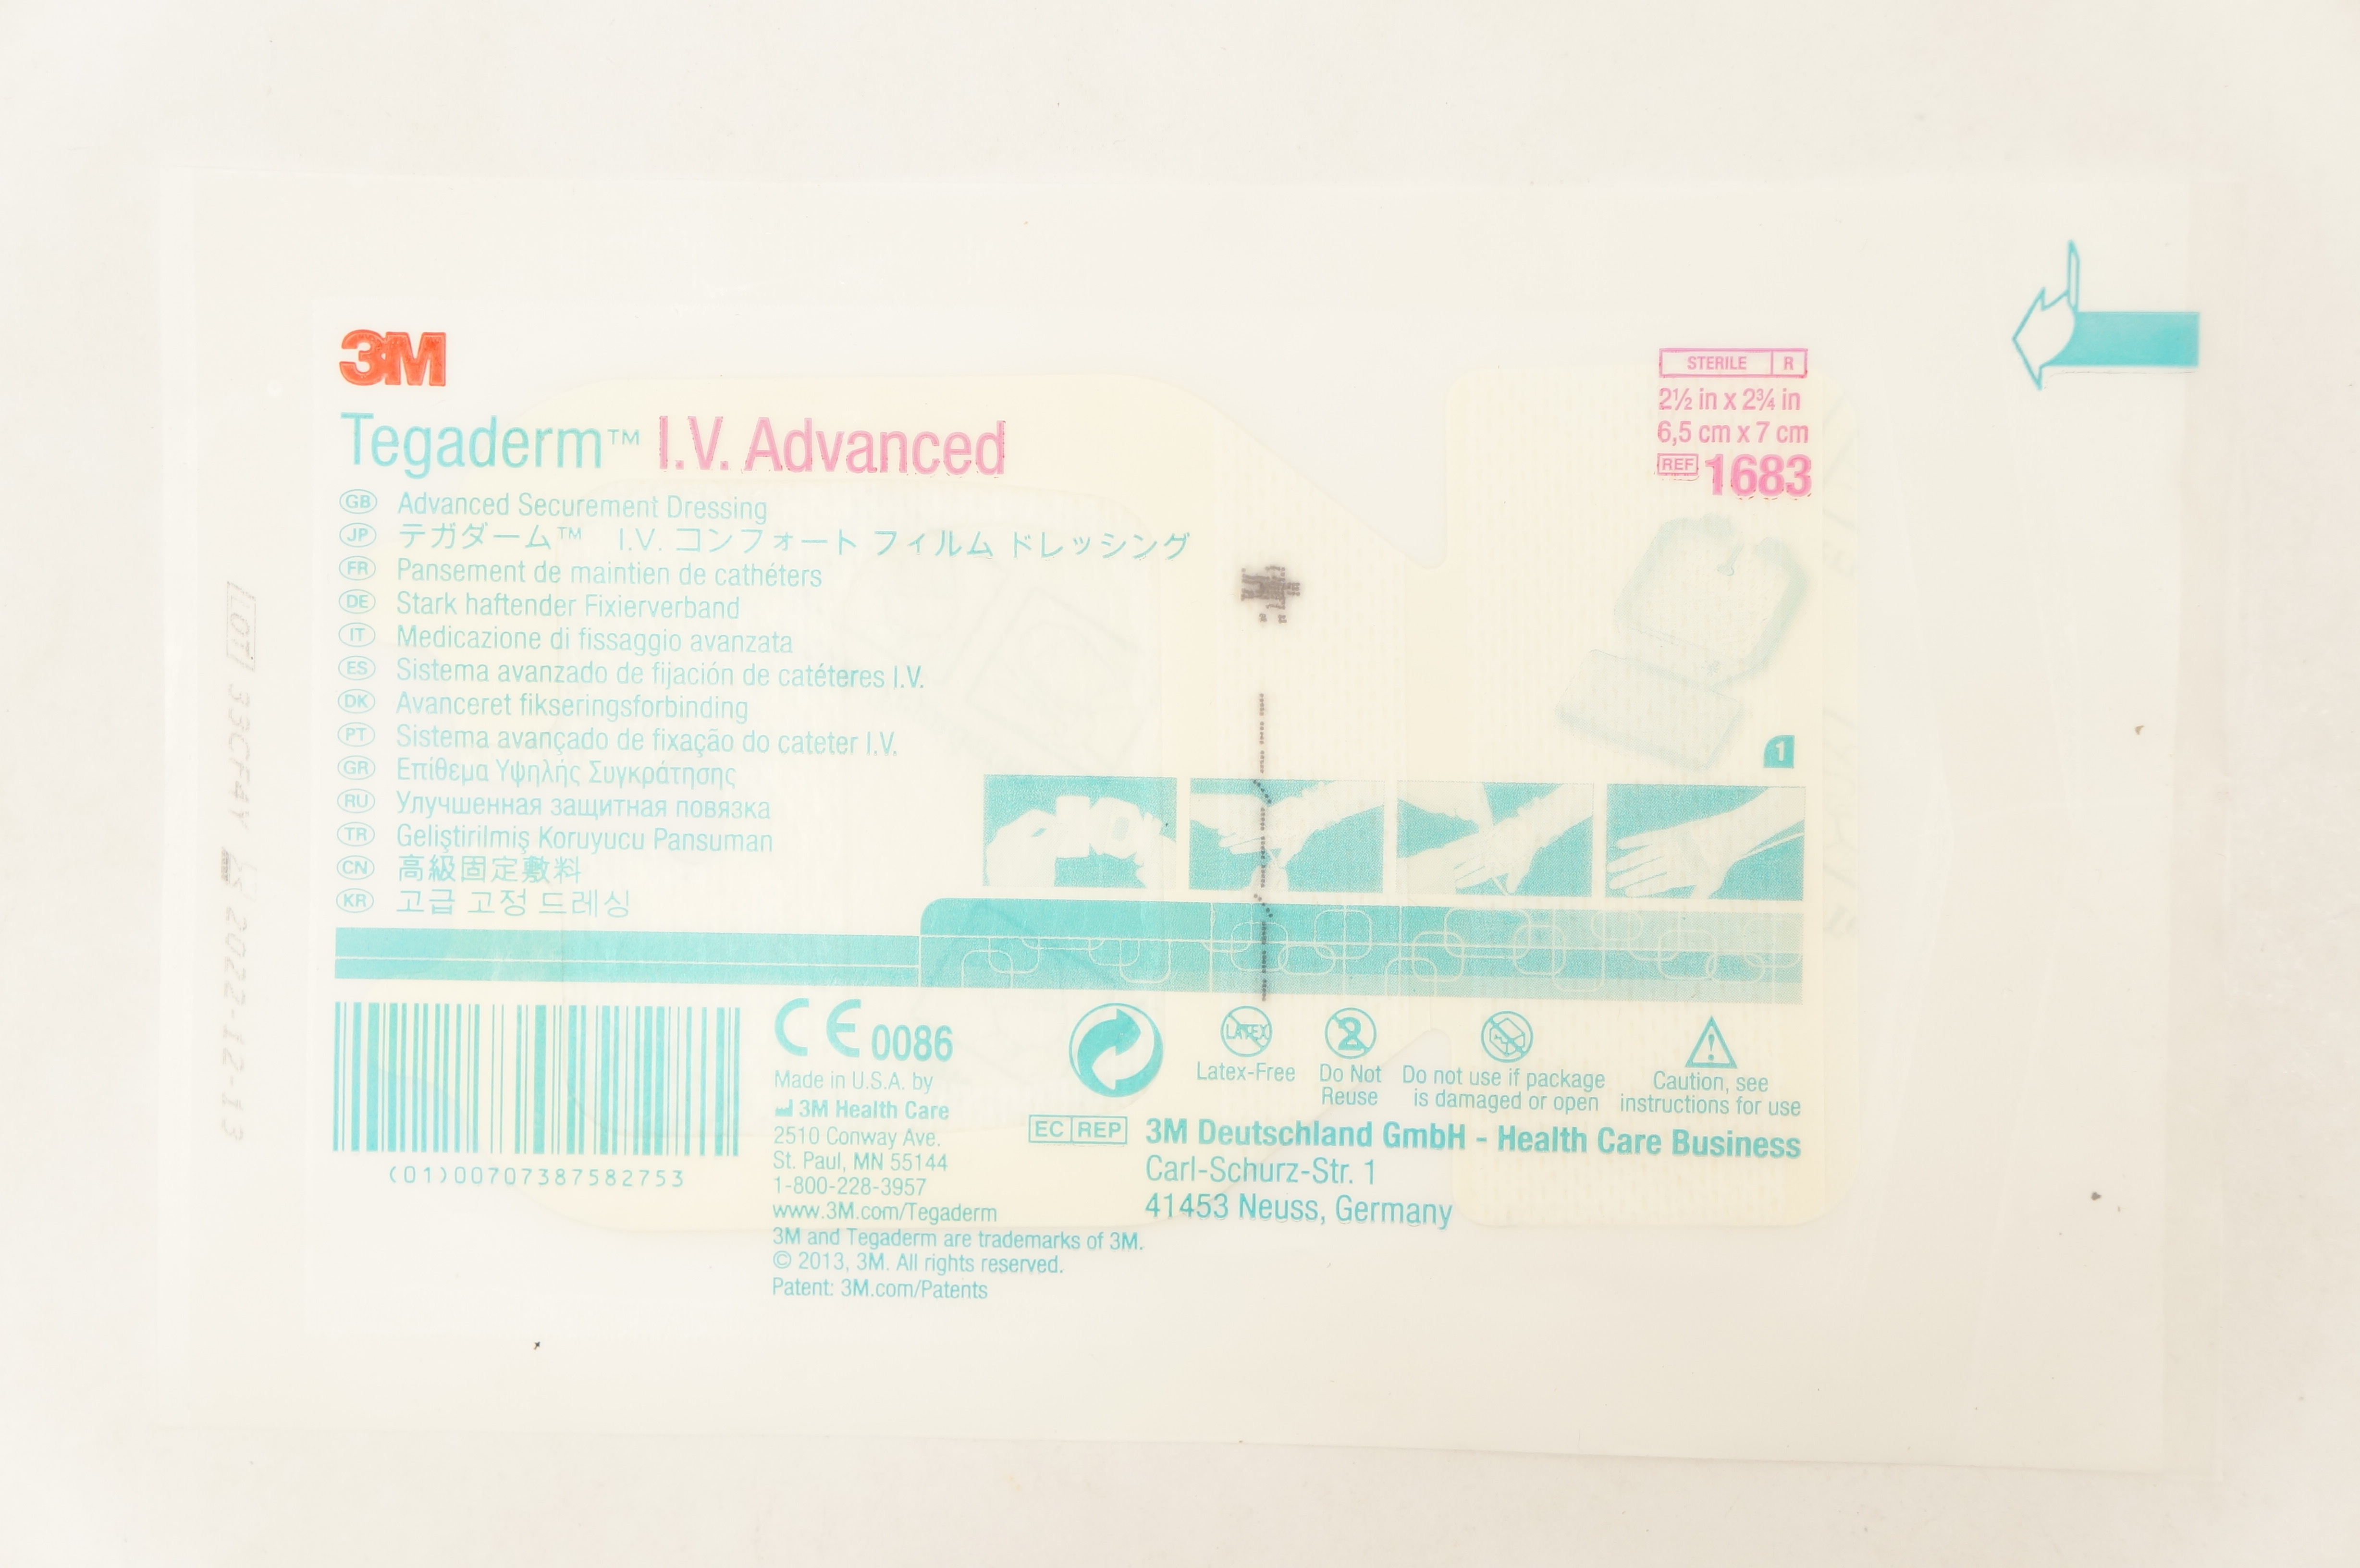 3M
Tegaderm™ I.V. Advanced
STERILE R
2½ in x 2¾ in
6,5 cm x 7 cm
REF 1683
GB Advanced Securement Dressing
JP テガダーム™ I.V. コンフォート フィルム ドレッシング
FR Pansement de maintien de cathéters
DE Stark haftender Fixierverband
IT Medicazione di fissaggio avanzata
ES Sistema avanzado de fijación de catéteres I.V.
DK Avanceret fikseringsforbinding
PT Sistema avançado de fixação do cateter I.V.
GR Επίθεμα Υψηλής Συγκράτησης
RU Улучшенная защитная повязка
TR Geliştirilmiş Koruyucu Pansuman
CN 高級固定敷料
KR 고급 고정 드레싱
1
(01)00707387582753
CE 0086
Made in U.S.A. by
3M Health Care
2510 Conway Ave.
St. Paul, MN 55144
1-800-228-3957
www.3M.com/Tegaderm
3M and Tegaderm are trademarks of 3M.
© 2013, 3M. All rights reserved.
Patent: 3M.com/Patents
LATEX
Latex-Free
2
Do Not
Reuse
Do not use if package
is damaged or open
Caution, see
instructions for use
EC REP 3M Deutschland GmbH - Health Care Business
Carl-Schurz-Str. 1
41453 Neuss, Germany
LOT 2022-12-13